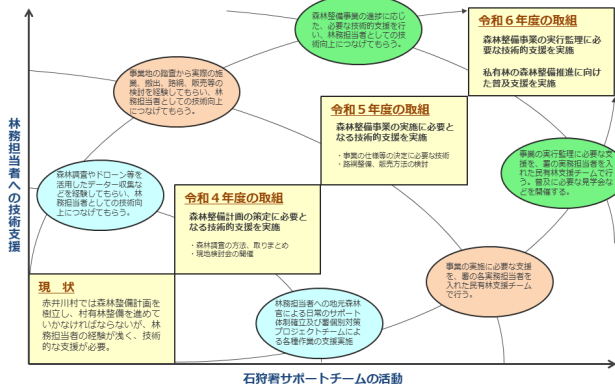 森林整備事業の進捗に応じ
た、必要な技術的支援を行
い、林務担当者としての技
術向上につなげてもらう。
令和６年度の取組
森林整備事業の実行監理に必
要な技術的支援を実施
私有林の森林整備推進に向け
た普及支援を実施
事業地の踏査から実際の施
業、搬出、路網、販売等の
検討を経験してもらい、林
務担当者としての技術向上
につなげてもらう。
令和５年度の取組
森林整備事業の実施に必要と
なる技術的支援を実施
・事業の仕様等の決定に必要な技術
・路網整備、販売方法の検討
事業の実行監理に必要な支
援を、署の実務担当者を入
れた民有林支援チームで行
う。普及に必要な見学会な
どを開催する。
森林調査やドローン等を
活用したデーター収集など
を経験してもらい、林
務担当者としての技術向
上につなげてもらう。
令和４年度の取組
森林整備計画の策定に必要と
なる技術的支援を実施
・森林調査の方法、取りまとめ
・現地検討会の開催
事業の実施に必要な支援
を、署の各実務担当者を
入れた民有林支援チーム
で行う。
現　状
赤井川村では森林整備計画を
樹立し、村有林整備を進めて
いかなければならないが、林
務担当者の経験が浅く、技術
的な支援が必要。
林務担当者への地元森林
官による日常のサポート
体制確立及び署個別対策
プロジェクトチームによ
る各種作業の支援実施
林務担当者への技術支援
石狩署サポートチームの活動